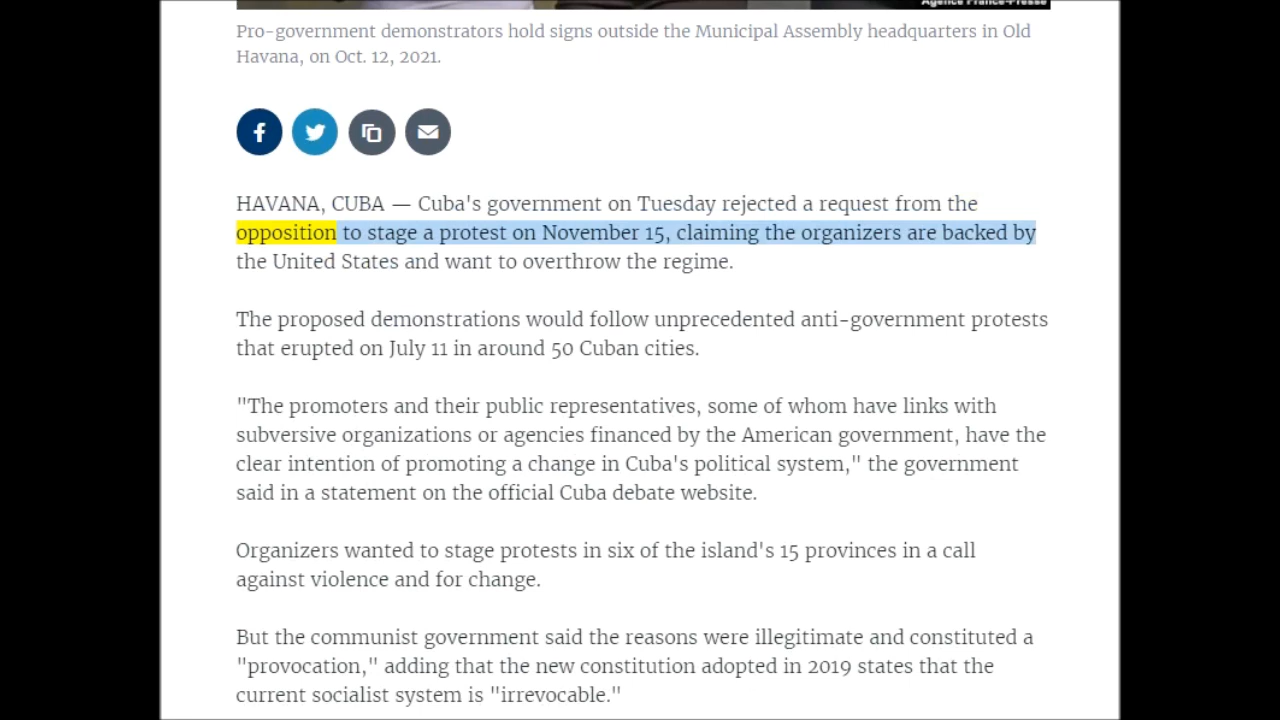 Agence France-Presse
Pro-government demonstrators hold signs outside the Municipal Assembly headquarters in Old
Havana, on Oct. 12, 2021.
HAVANA, CUBA — Cuba's government on Tuesday rejected a request from the
opposition to stage a protest on November 15, claiming the organizers are backed by
the United States and want to overthrow the regime.
The proposed demonstrations would follow unprecedented anti-government protests
that erupted on July 11 in around 50 Cuban cities.
"The promoters and their public representatives, some of whom have links with
subversive organizations or agencies financed by the American government, have the
clear intention of promoting a change in Cuba's political system," the government
said in a statement on the official Cuba debate website.
Organizers wanted to stage protests in six of the island's 15 provinces in a call
against violence and for change.
But the communist government said the reasons were illegitimate and constituted a
"provocation," adding that the new constitution adopted in 2019 states that the
current socialist system is "irrevocable."